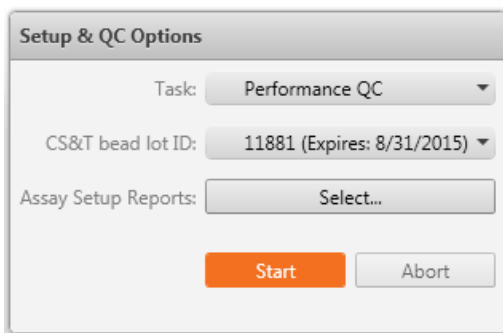 Setup & QC Options
Task: Performance QC
CS&T bead lot ID: 11881 (Expires: 8/31/2015)
Assay Setup Reports: Select...
Start Abort